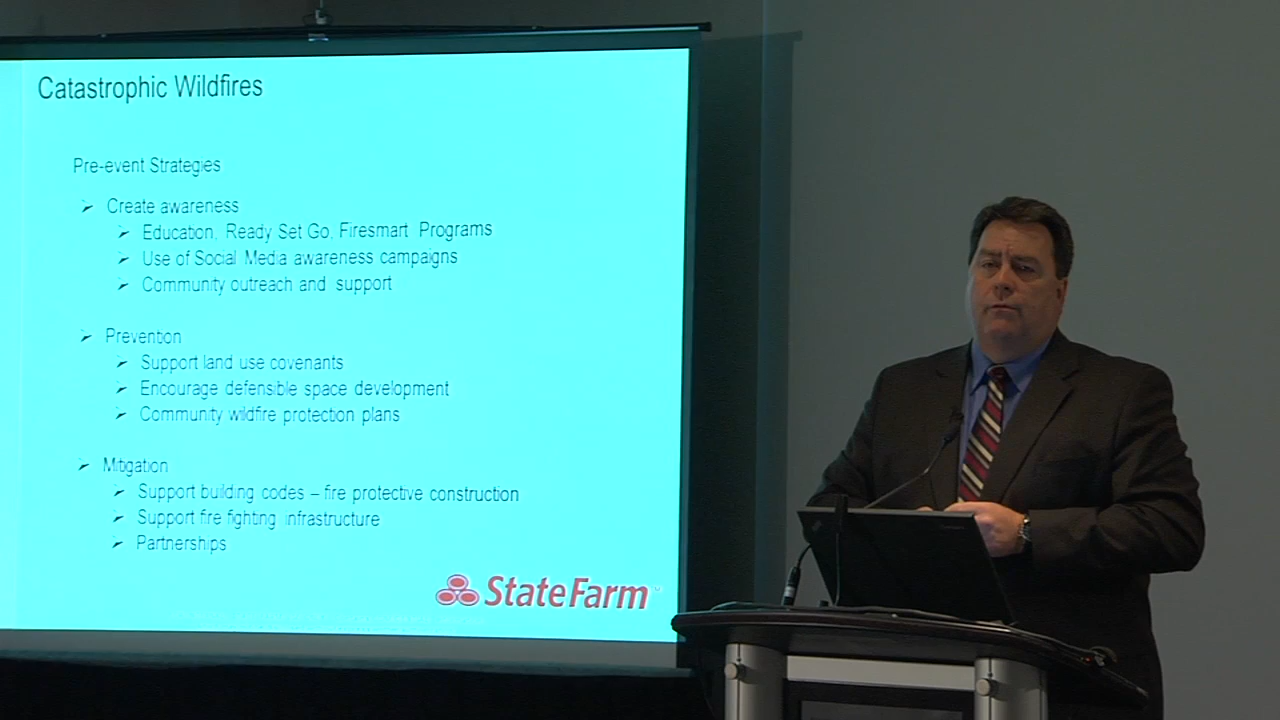 Catastrophic Wildfires
Pre-event Strategies
Create awareness
Education, Ready Set Go, Firesmart Programs
Use of Social Media awareness campaigns
Community outreach and support
Prevention
Support land use covenants
Encourage defensible space development
Community wildfire protection plans
Mitigation
Support building codes – fire protective construction
Support fire fighting infrastructure
Partnerships
State Farm